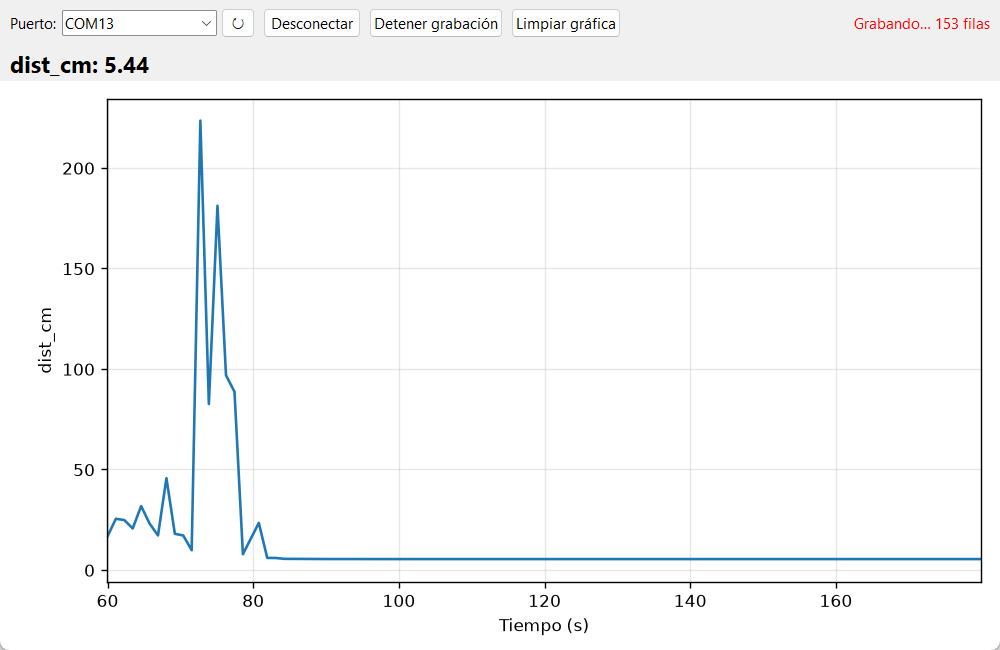 Puerto: COM13 Desconectar Detener grabación Limpiar gráfica Grabando... 153 filas
dist_cm: 5.44
200
150
100
50
0
dist_cm
60 80 100 120 140 160
Tiempo (s)